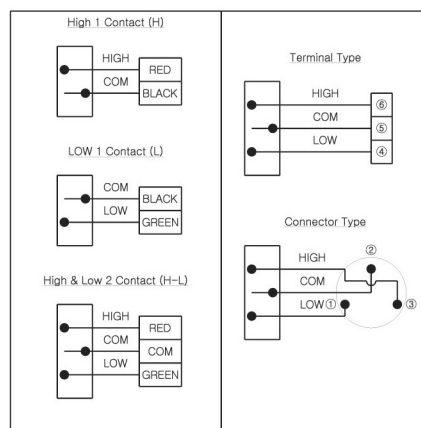 High 1 Contact (H)
HIGH
RED
COM
BLACK
LOW 1 Contact (L)
COM
BLACK
LOW
GREEN
High & Low 2 Contact (H-L)
HIGH
RED
COM
COM
LOW
GREEN
Terminal Type
HIGH
⑥
COM
⑤
LOW
④
Connector Type
HIGH
②
COM
LOW ①
③